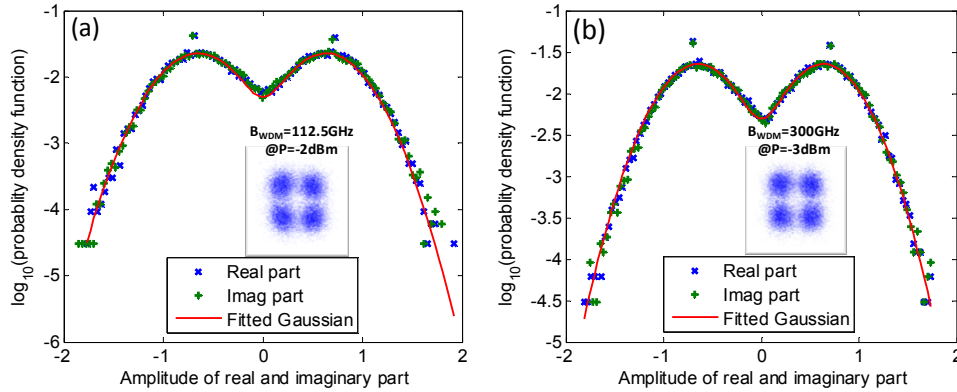 (a)
-1
-2
-3
-4
-5
-6
-2
-1
0
1
2
log10(probablity density function)
Amplitude of real and imaginary part
BWDM=112.5GHz
@P=-2dBm
Real part
Imag part
Fitted Gaussian
(b)
-1
-1.5
-2
-2.5
-3
-3.5
-4
-4.5
-5
-2
-1
0
1
2
log10(probablity density function)
Amplitude of real and imaginary part
BWDM=300GHz
@P=-3dBm
Real part
Imag part
Fitted Gaussian